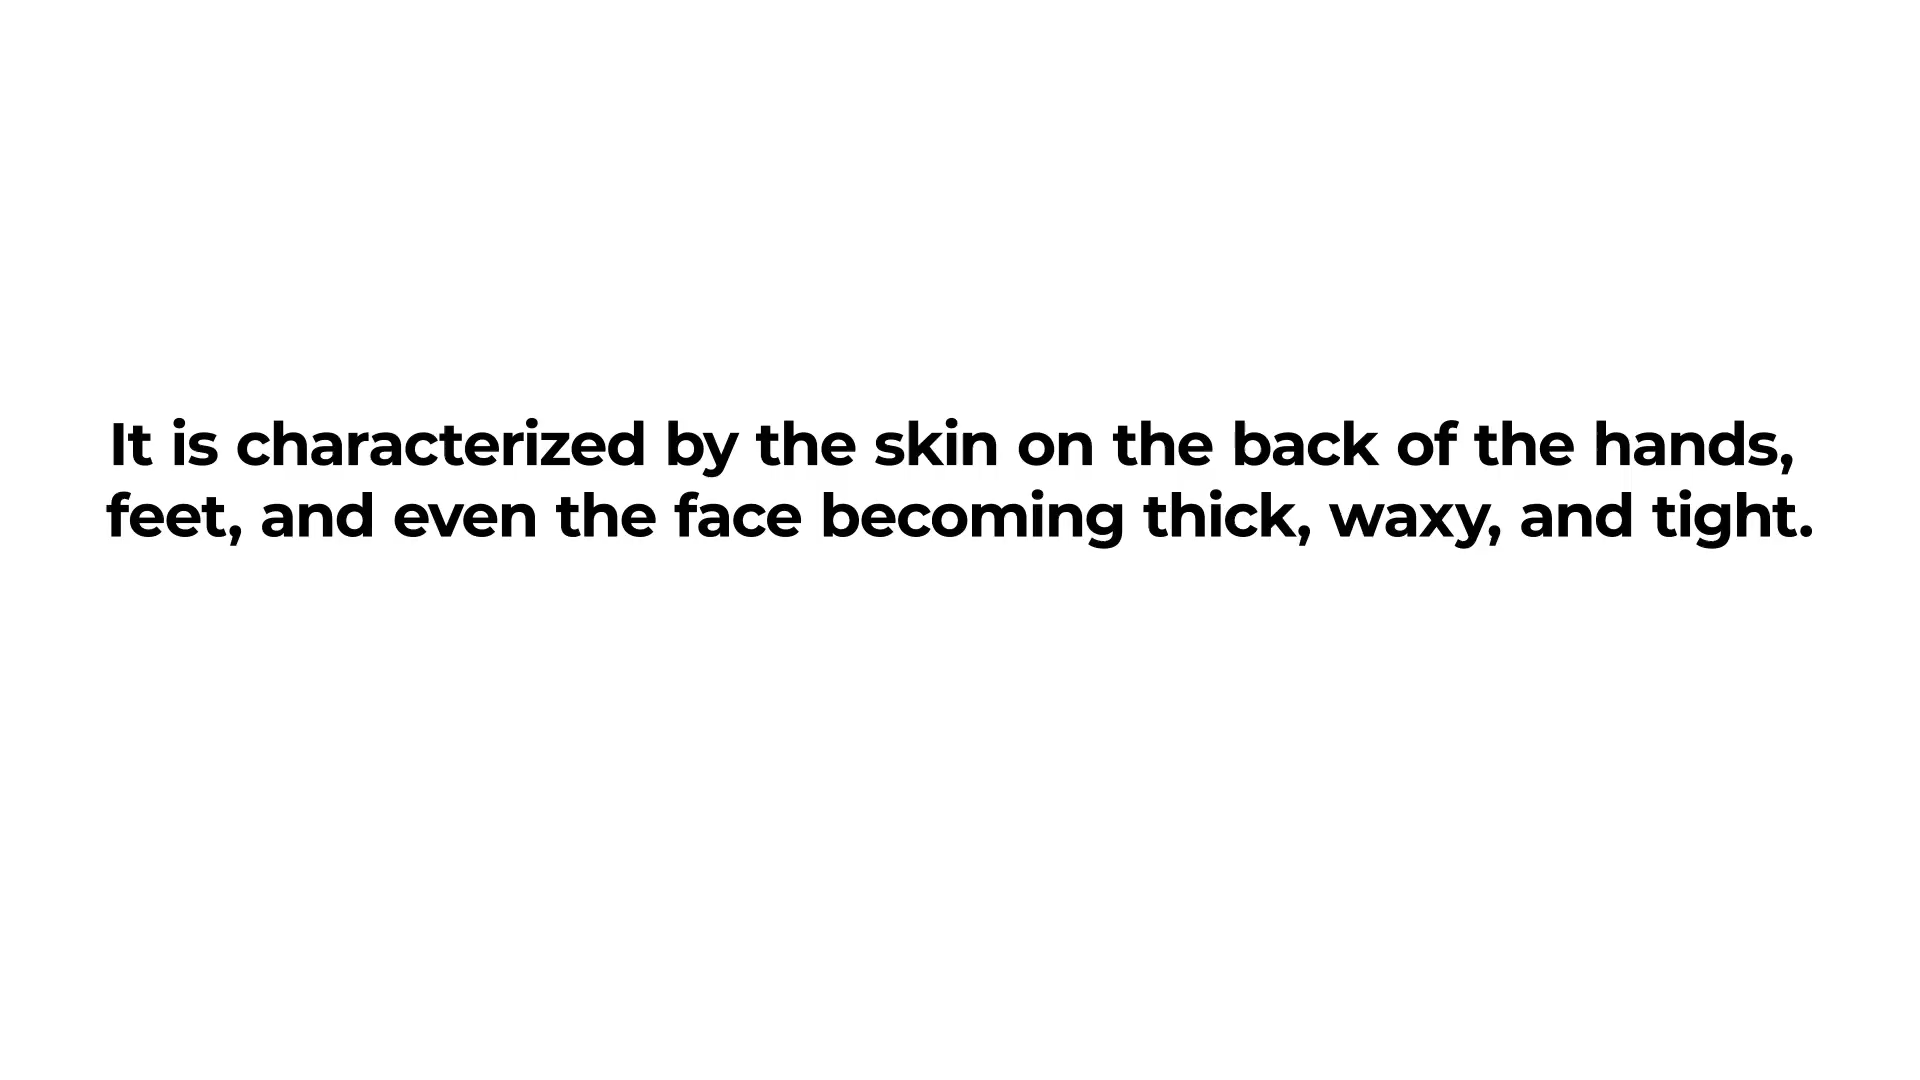 It is characterized by the skin on the back of the hands,
feet, and even the face becoming thick, waxy, and tight.